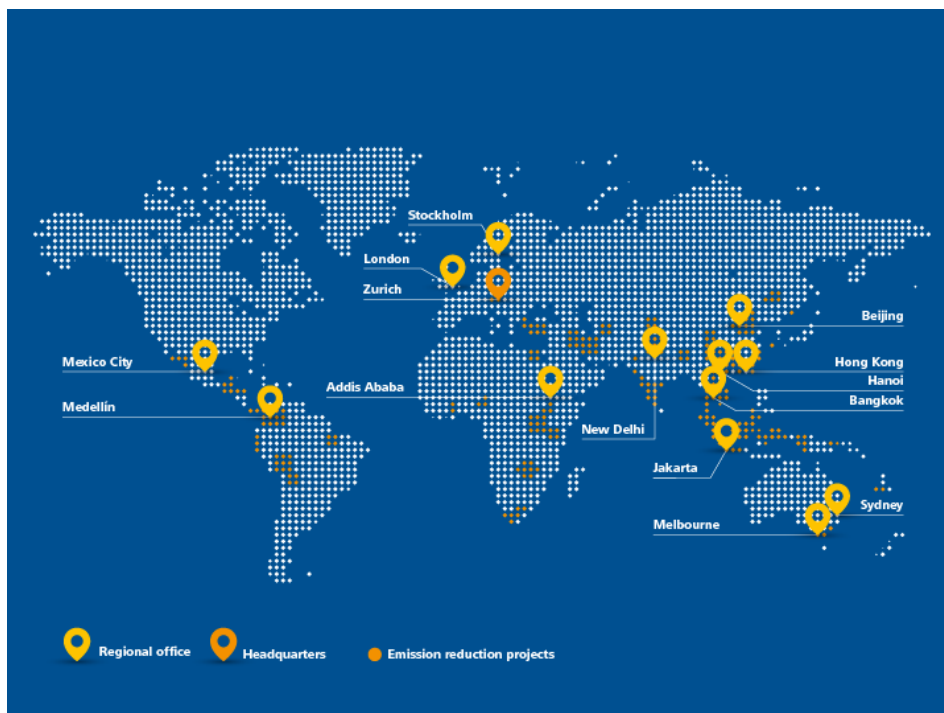 Stockholm
London
Zurich
Beijing
Mexico City
Hong Kong
Hanoi
Addis Ababa
Bangkok
Medellín
New Delhi
Jakarta
Sydney
Melbourne
Regional office
Headquarters
Emission reduction projects